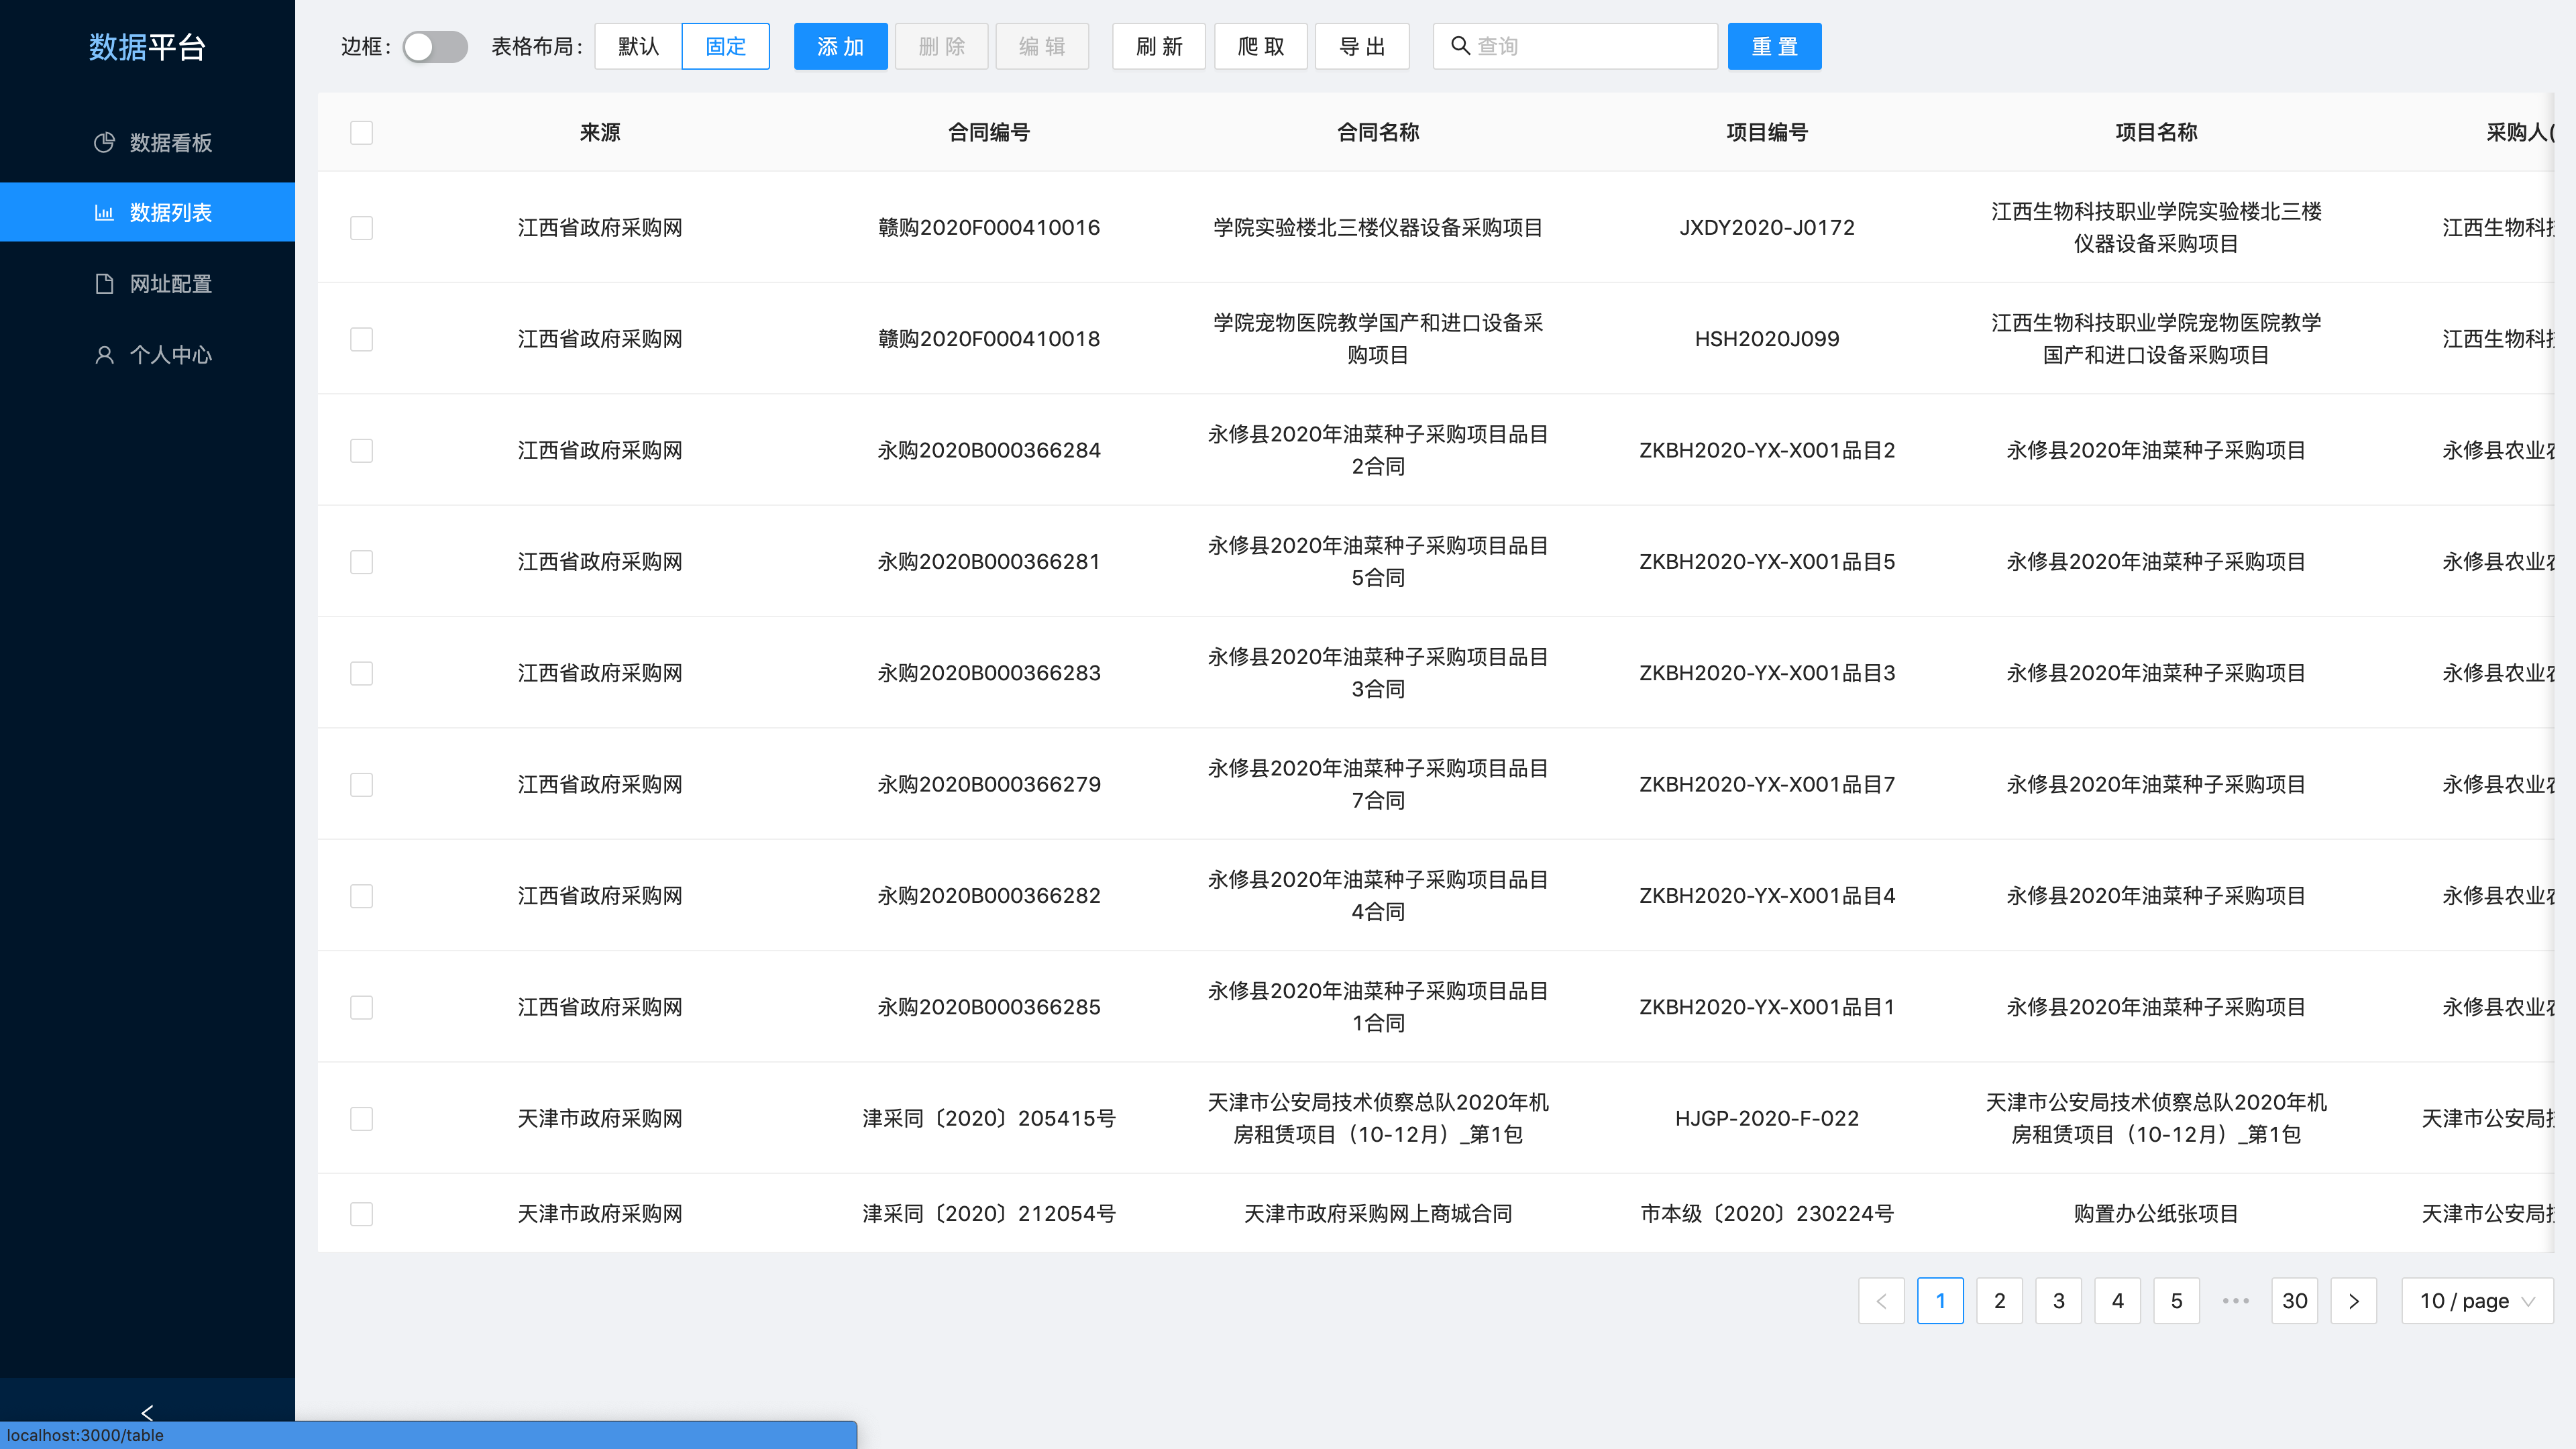 数据平台
数据看板
数据列表
网址配置
个人中心
边框： 表格布局： 默认 固定 添 加 删 除 编 辑 刷 新 爬 取 导 出 查询 重 置
来源 合同编号 合同名称 项目编号 项目名称 采购人(
江西省政府采购网 赣购2020F000410016 学院实验楼北三楼仪器设备采购项目 JXDY2020-J0172 江西生物科技职业学院实验楼北三楼
仪器设备采购项目 江西生物科技
江西省政府采购网 赣购2020F000410018 学院宠物医院教学国产和进口设备采
购项目 HSH2020J099 江西生物科技职业学院宠物医院教学
国产和进口设备采购项目 江西生物科技
江西省政府采购网 永购2020B000366284 永修县2020年油菜种子采购项目品目
2合同 ZKBH2020-YX-X001品目2 永修县2020年油菜种子采购项目 永修县农业农
江西省政府采购网 永购2020B000366281 永修县2020年油菜种子采购项目品目
5合同 ZKBH2020-YX-X001品目5 永修县2020年油菜种子采购项目 永修县农业农
江西省政府采购网 永购2020B000366283 永修县2020年油菜种子采购项目品目
3合同 ZKBH2020-YX-X001品目3 永修县2020年油菜种子采购项目 永修县农业农
江西省政府采购网 永购2020B000366279 永修县2020年油菜种子采购项目品目
7合同 ZKBH2020-YX-X001品目7 永修县2020年油菜种子采购项目 永修县农业农
江西省政府采购网 永购2020B000366282 永修县2020年油菜种子采购项目品目
4合同 ZKBH2020-YX-X001品目4 永修县2020年油菜种子采购项目 永修县农业农
江西省政府采购网 永购2020B000366285 永修县2020年油菜种子采购项目品目
1合同 ZKBH2020-YX-X001品目1 永修县2020年油菜种子采购项目 永修县农业农
天津市政府采购网 津采同〔2020〕205415号 天津市公安局技术侦察总队2020年机
房租赁项目（10-12月）_第1包 HJGP-2020-F-022 天津市公安局技术侦察总队2020年机
房租赁项目（10-12月）_第1包 天津市公安局技
天津市政府采购网 津采同〔2020〕212054号 天津市政府采购网上商城合同 市本级〔2020〕230224号 购置办公纸张项目 天津市公安局技
1 2 3 4 5 ••• 30 10 / page
localhost:3000/table